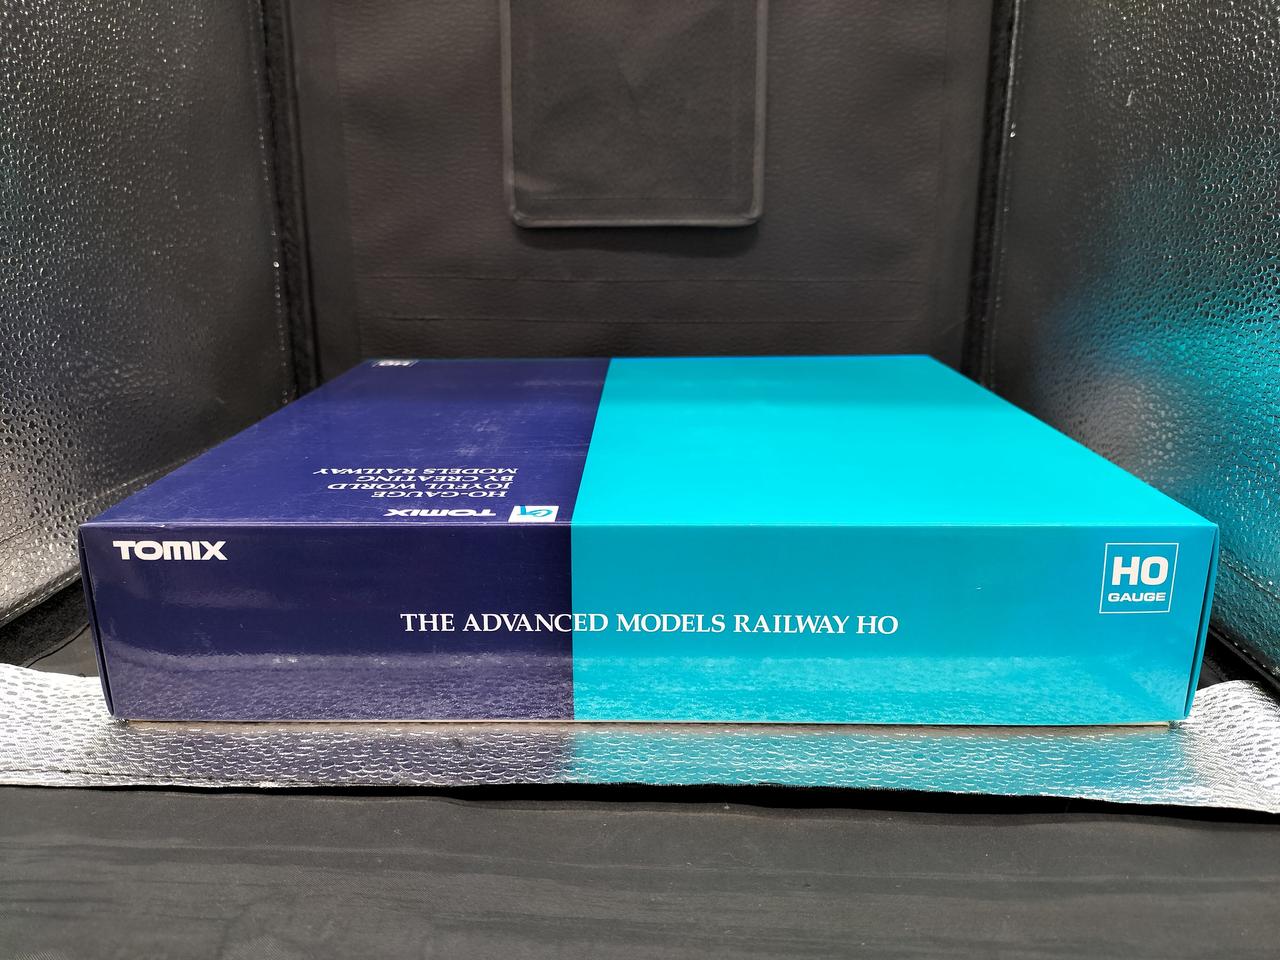 HO
TOMIX
HO-GAUGE
JOYFUL WORLD
BY CREATING
MODELS RAILWAY
TOMIX
THE ADVANCED MODELS RAILWAY HO
HO
GAUGE